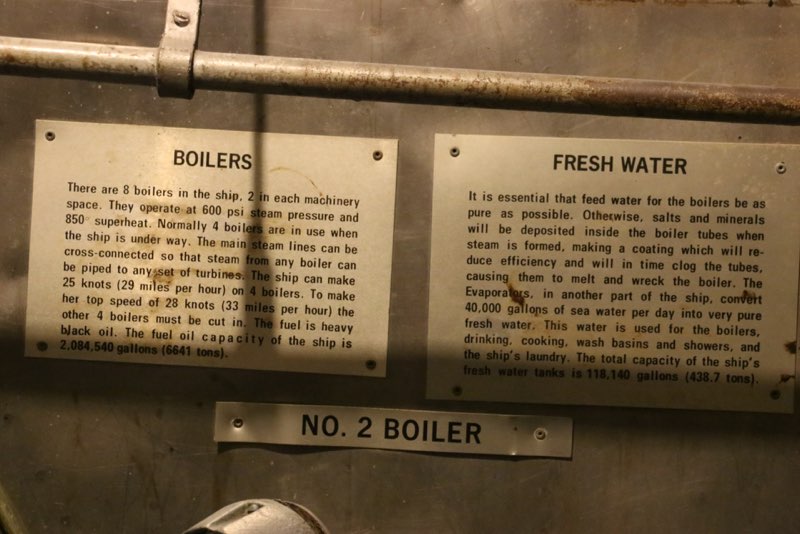 BOILERS
There are 8 boilers in the ship, 2 in each machinery
space. They operate at 600 psi steam pressure and
850° superheat. Normally 4 boilers are in use when
the ship is under way. The main steam lines can be
cross-connected so that steam from any boiler can
be piped to any set of turbines. The ship can make
25 knots (29 miles per hour) on 4 boilers. To make
her top speed of 28 knots (33 miles per hour) the
other 4 boilers must be cut in. The fuel is heavy
black oil. The fuel oil capacity of the ship is
2,084,540 gallons (6641 tons).
FRESH WATER
It is essential that feed water for the boilers be as
pure as possible. Otherwise, salts and minerals
will be deposited inside the boiler tubes when
steam is formed, making a coating which will re-
duce efficiency and will in time clog the tubes,
causing them to melt and wreck the boiler. The
Evaporators, in another part of the ship, convert
40,000 gallons of sea water per day into very pure
fresh water. This water is used for the boilers,
drinking, cooking, wash basins and showers, and
the ship's laundry. The total capacity of the ship's
fresh water tanks is 118,140 gallons (438.7 tons).
NO. 2 BOILER